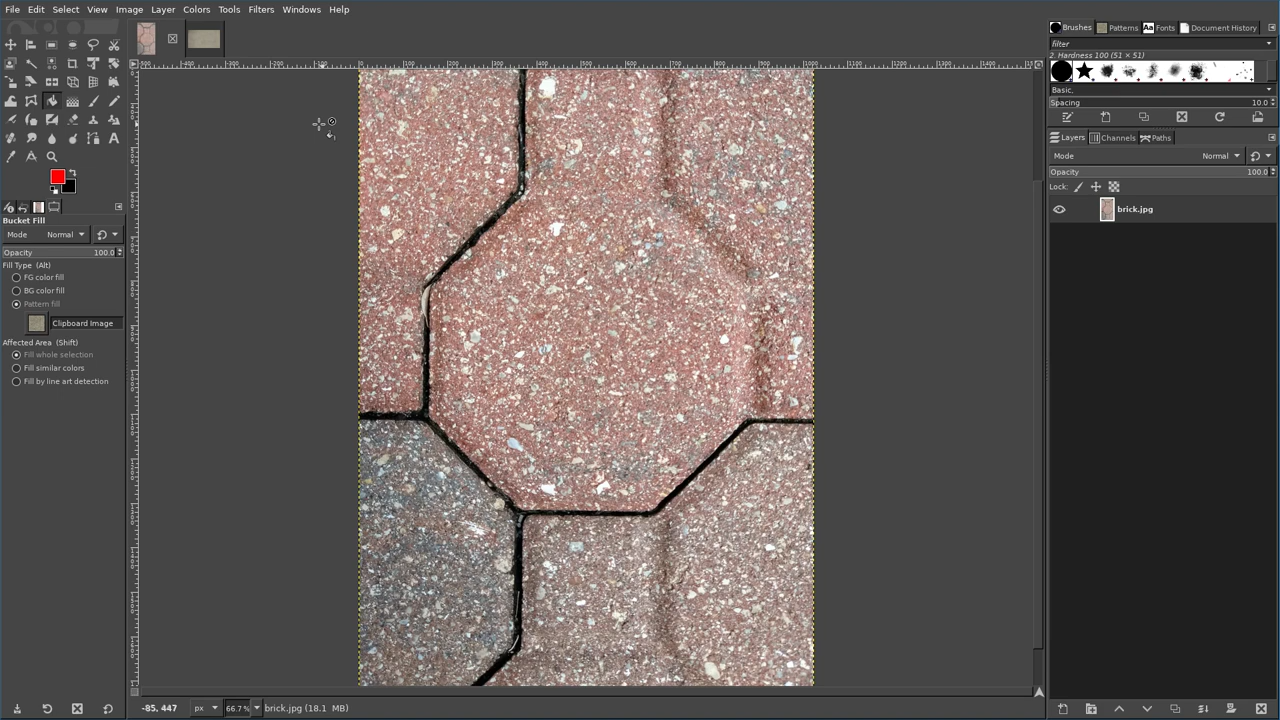 File Edit Select View Image Layer Colors Tools Filters Windows Help
Brushes Patterns Aa Fonts Document History
filter
2. Hardness 100 (51 × 51)
Basic,
Spacing 10.0
Layers Channels Paths
Mode Normal
Opacity 100.0
Lock:
brick.jpg
Bucket Fill
Mode Normal
Opacity 100.0
Fill Type (Alt)
FG color fill
BG color fill
Pattern fill
Clipboard Image
Affected Area (Shift)
Fill whole selection
Fill similar colors
Fill by line art detection
-85, 447 px 66.7 % brick.jpg (18.1 MB)